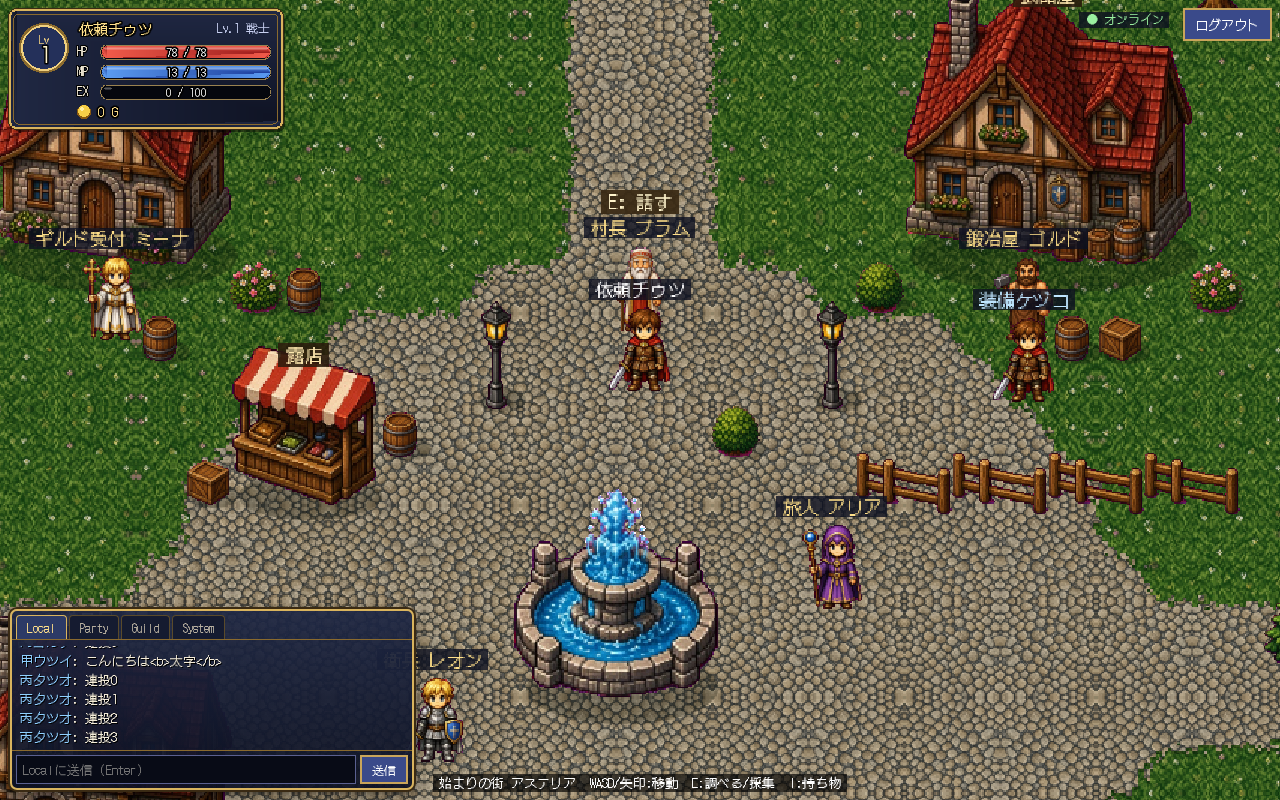 Lv
1
依頼チゥツ
Lv.1 戦士
HP
78 / 78
MP
13 / 13
EX
0 / 100
0 G
オンライン
ログアウト
E: 話す
村長 ブラム
依頼チゥツ
ギルド受付 ミーナ
鍛冶屋 ゴルド
装備ケヅコ
露店
旅人 アリア
レオン
Local
Party
Guild
System
甲ウツイ: こんにちは<b>太字</b>
丙タツオ: 連投0
丙タツオ: 連投1
丙タツオ: 連投2
丙タツオ: 連投3
Localに送信 (Enter)
送信
始まりの街 アステリア WASD/矢印:移動 E:調べる/採集 I:持ち物